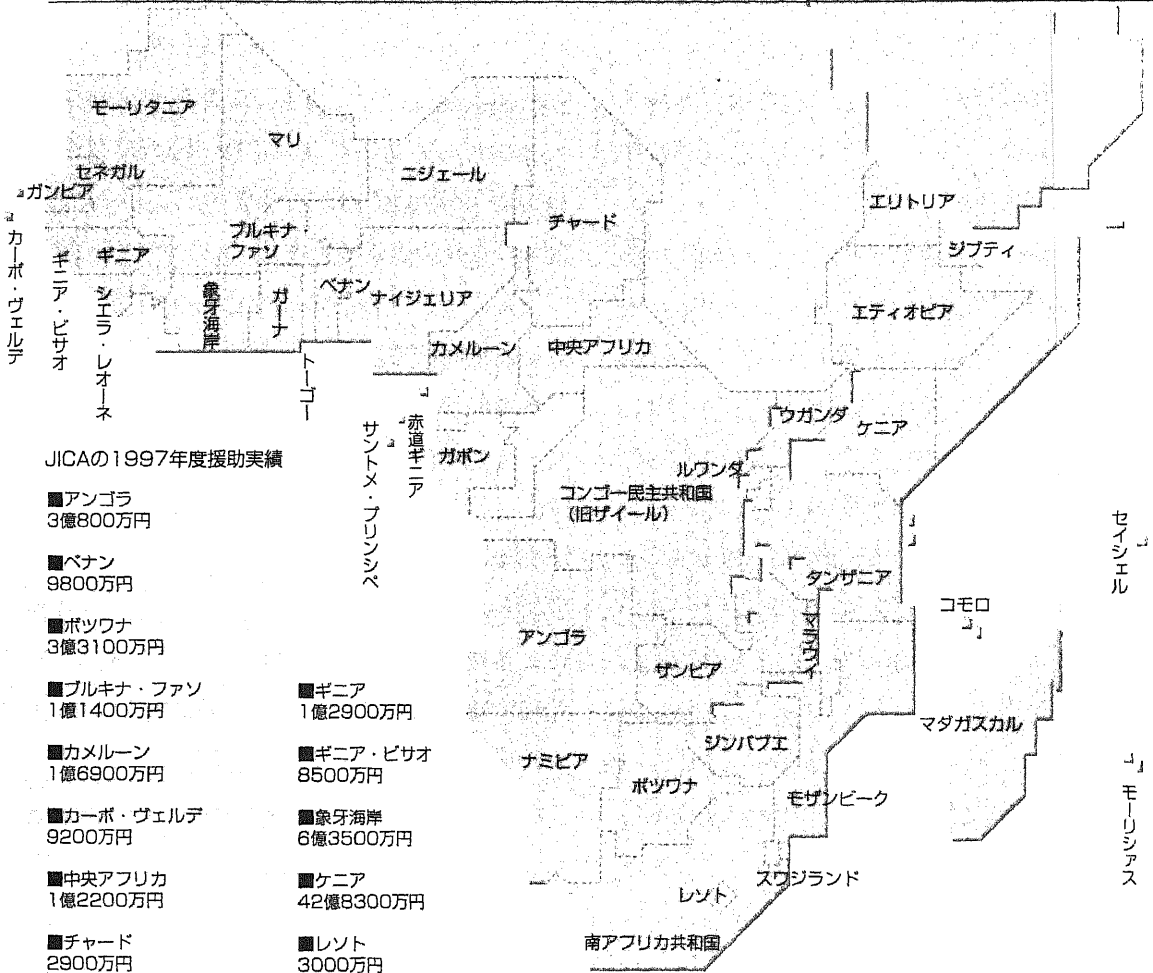 モーリタニア
マリ
セネガル
ニジェール
ガンビア
エリトリア
チャード
カーボ・ヴェルデ
ブルキナ
ファソ
ギニア
ジブティ
ギニア・ビサオ
シエラ・レオーネ
象牙海岸
ガーナ
ベナン
ナイジェリア
エティオピア
カメルーン
中央アフリカ
トーゴー
ウガンダ
ケニア
サントメ・プリンシペ
赤道ギニア
ガボン
ルワンダ
コンゴー民主共和国
(旧ザイール)
セイシェル
タンザニア
コモロ
マラウイ
アンゴラ
ザンビア
マダガスカル
ジンバブエ
ナミビア
ボツワナ
モザンビーク
モーリシァス
スワジランド
レソト
南アフリカ共和国
JICAの1997年度援助実績
■アンゴラ
3億800万円
■ベナン
9800万円
■ボツワナ
3億3100万円
■ブルキナ・ファソ
1億1400万円
■カメルーン
1億6900万円
■カーボ・ヴェルデ
9200万円
■中央アフリカ
1億2200万円
■チャード
2900万円
■ギニア
1億2900万円
■ギニア・ビサオ
8500万円
■象牙海岸
6億3500万円
■ケニア
42億8300万円
■レソト
3000万円